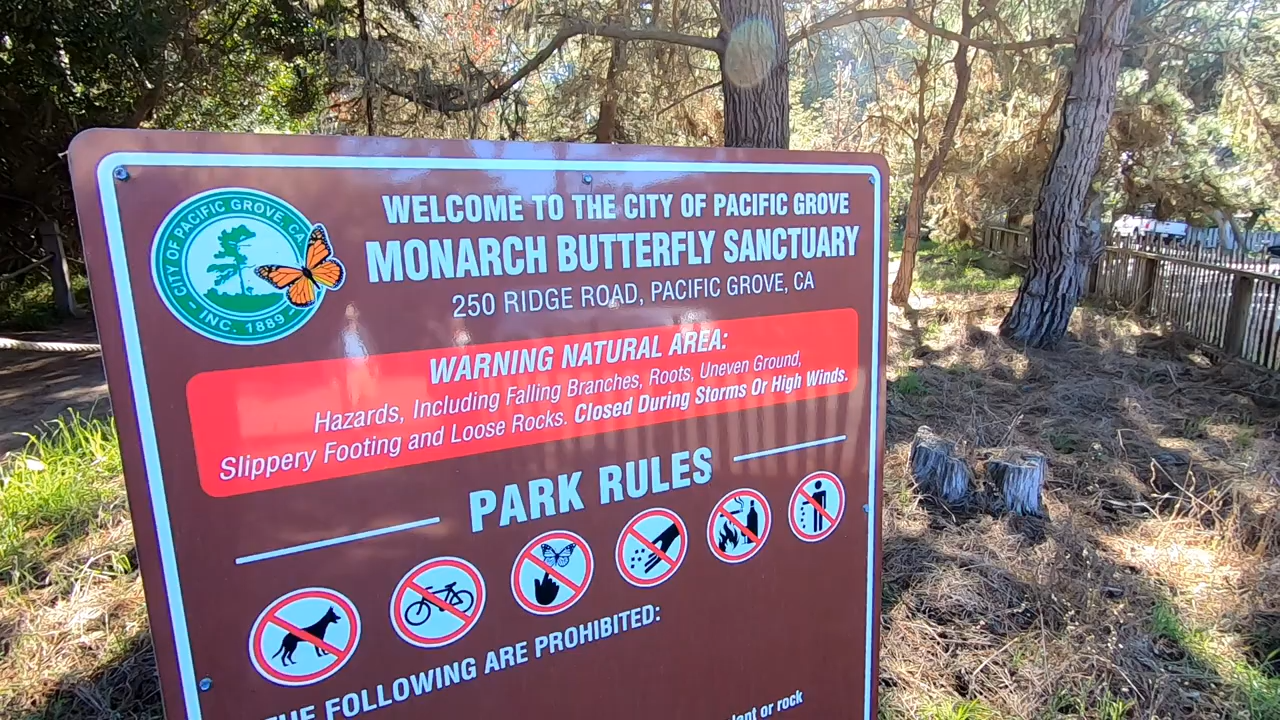 CITY OF PACIFIC GROVE, CA
INC. 1889
WELCOME TO THE CITY OF PACIFIC GROVE
MONARCH BUTTERFLY SANCTUARY
250 RIDGE ROAD, PACIFIC GROVE, CA
WARNING NATURAL AREA:
Hazards, Including Falling Branches, Roots, Uneven Ground,
Slippery Footing and Loose Rocks. Closed During Storms Or High Winds.
PARK RULES
THE FOLLOWING ARE PROHIBITED:
or rock